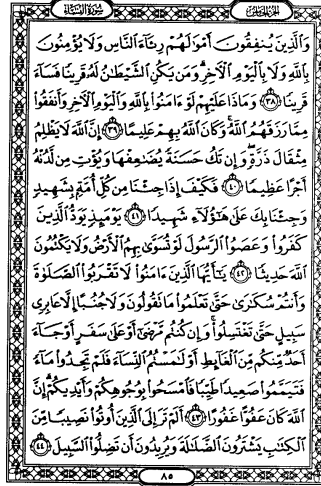 الجزء الخامس
سورة النساء
وَالَّذِينَ يُنفِقُونَ أَمْوَالَهُمْ رِئَاءَ النَّاسِ وَلَا يُؤْمِنُونَ
بِاللَّهِ وَلَا بِالْيَوْمِ الْآخِرِ وَمَن يَكُنِ الشَّيْطَانُ لَهُ قَرِينًا فَسَاءَ
قَرِينًا ٣٨ وَمَاذَا عَلَيْهِمْ لَوْ ءَامَنُوا بِاللَّهِ وَالْيَوْمِ الْآخِرِ وَأَنفَقُوا
مِمَّا رَزَقَهُمُ اللَّهُ وَكَانَ اللَّهُ بِهِمْ عَلِيمًا ٣٩ إِنَّ اللَّهَ لَا يَظْلِمُ
مِثْقَالَ ذَرَّةٍ وَإِن تَكُ حَسَنَةً يُضَاعِفْهَا وَيُؤْتِ مِن لَّدُنْهُ
أَجْرًا عَظِيمًا ٤٠ فَكَيْفَ إِذَا جِئْنَا مِن كُلِّ أُمَّةٍ بِشَهِيدٍ
وَجِئْنَا بِكَ عَلَىٰ هَٰؤُلَاءِ شَهِيدًا ٤١ يَوْمَئِذٍ يَوَدُّ الَّذِينَ
كَفَرُوا وَعَصَوُا الرَّسُولَ لَوْ تُسَوَّىٰ بِهِمُ الْأَرْضُ وَلَا يَكْتُمُونَ
اللَّهَ حَدِيثًا ٤٢ يَا أَيُّهَا الَّذِينَ ءَامَنُوا لَا تَقْرَبُوا الصَّلَوٰةَ
وَأَنتُمْ سُكَارَىٰ حَتَّىٰ تَعْلَمُوا مَا تَقُولُونَ وَلَا جُنُبًا إِلَّا عَابِرِي
سَبِيلٍ حَتَّىٰ تَغْتَسِلُوا وَإِن كُنتُم مَّرْضَىٰ أَوْ عَلَىٰ سَفَرٍ أَوْ جَاءَ
أَحَدٌ مِّنكُم مِّنَ الْغَائِطِ أَوْ لَامَسْتُمُ النِّسَاءَ فَلَمْ تَجِدُوا مَاءً
فَتَيَمَّمُوا صَعِيدًا طَيِّبًا فَامْسَحُوا بِوُجُوهِكُمْ وَأَيْدِيكُمْ إِنَّ
اللَّهَ كَانَ عَفُوًّا غَفُورًا ٤٣ أَلَمْ تَرَ إِلَى الَّذِينَ أُوتُوا نَصِيبًا مِّنَ
الْكِتَابِ يَشْتَرُونَ الضَّلَالَةَ وَيُرِيدُونَ أَن تَضِلُّوا السَّبِيلَ ٤٤
٨٥